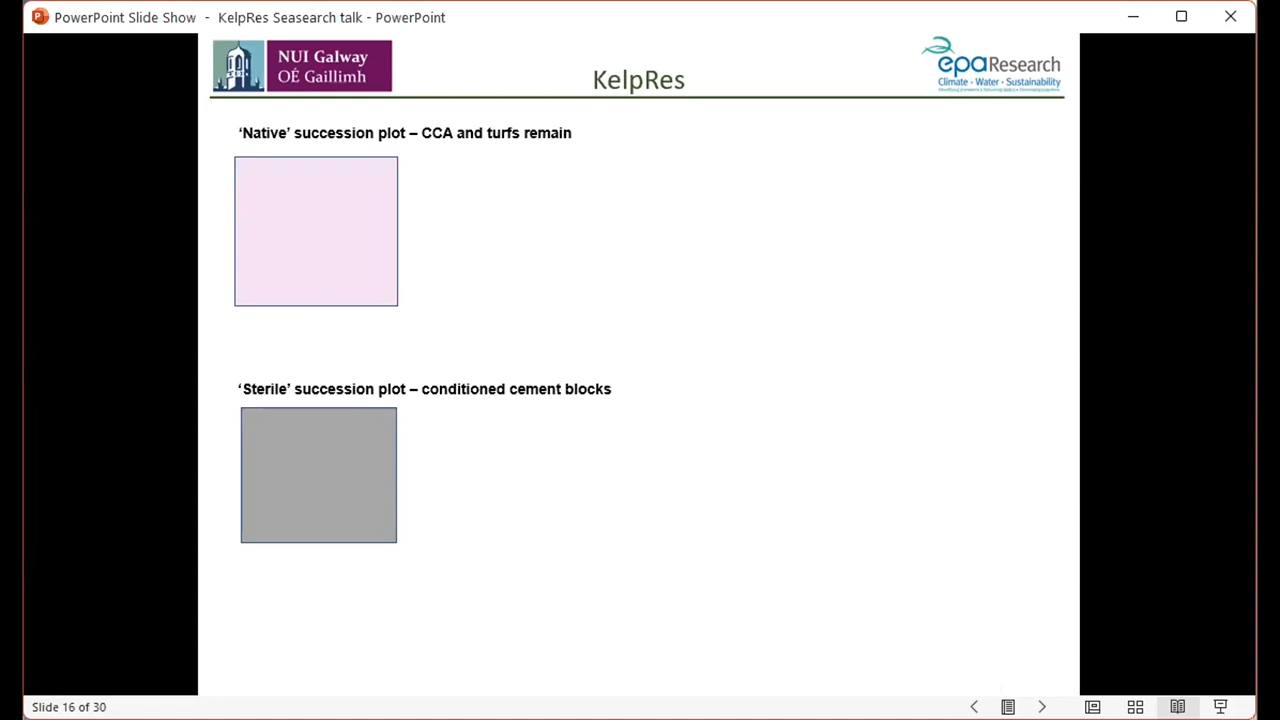 PowerPoint Slide Show - KelpRes Seasearch talk - PowerPoint
NUI Galway
OÉ Gaillimh
KelpRes
epaResearch
Climate - Water - Sustainability
‘Native’ succession plot – CCA and turfs remain
‘Sterile’ succession plot – conditioned cement blocks
Slide 16 of 30